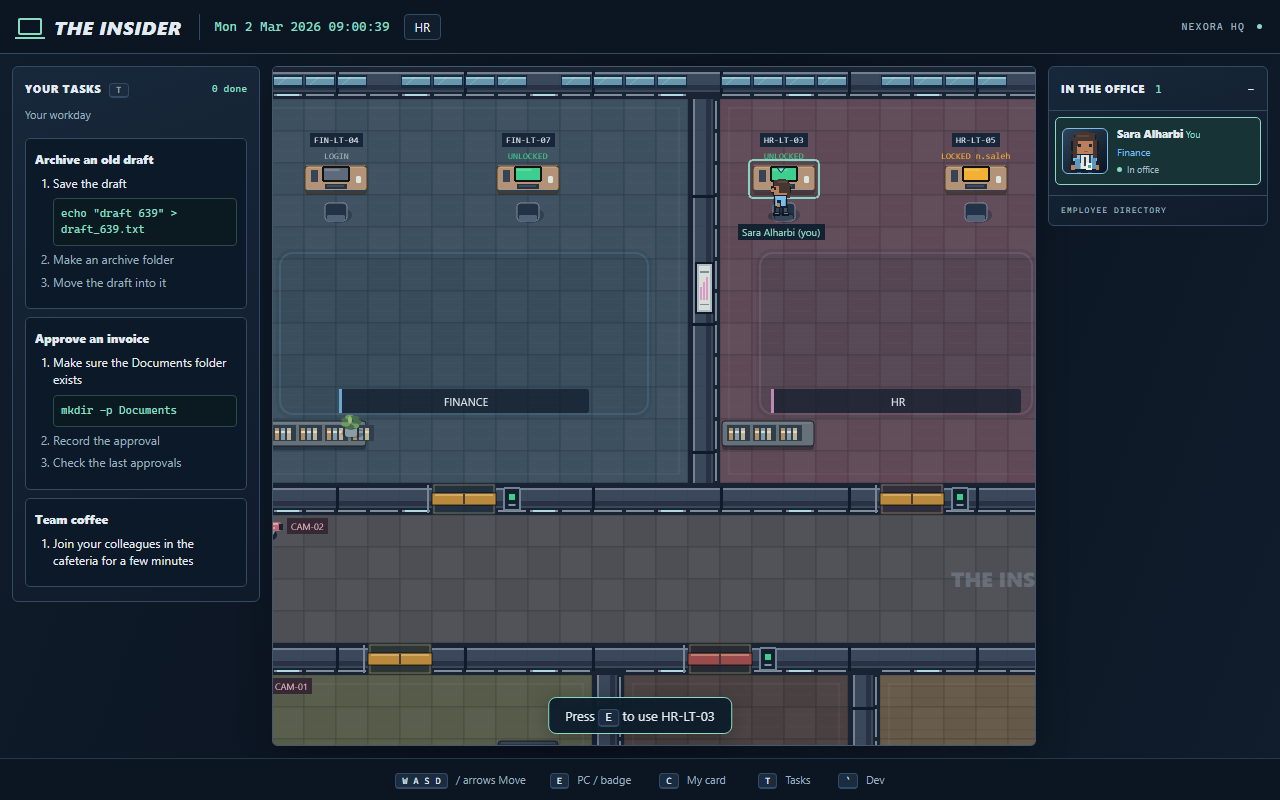 THE INSIDER
Mon 2 Mar 2026 09:00:39
HR
NEXORA HQ
YOUR TASKS T
0 done
Your workday
Archive an old draft
1. Save the draft
echo "draft 639" >
draft_639.txt
2. Make an archive folder
3. Move the draft into it
Approve an invoice
1. Make sure the Documents folder
exists
mkdir -p Documents
2. Record the approval
3. Check the last approvals
Team coffee
1. Join your colleagues in the
cafeteria for a few minutes
FIN-LT-04
LOGIN
FIN-LT-07
UNLOCKED
HR-LT-03
UNLOCKED
HR-LT-05
LOCKED n.saleh
Sara Alharbi (you)
FINANCE
HR
CAM-02
THE INS
CAM-01
Press E to use HR-LT-03
IN THE OFFICE 1
–
Sara Alharbi You
Finance
In office
EMPLOYEE DIRECTORY
W A S D / arrows Move
E PC / badge
C My card
T Tasks
` Dev